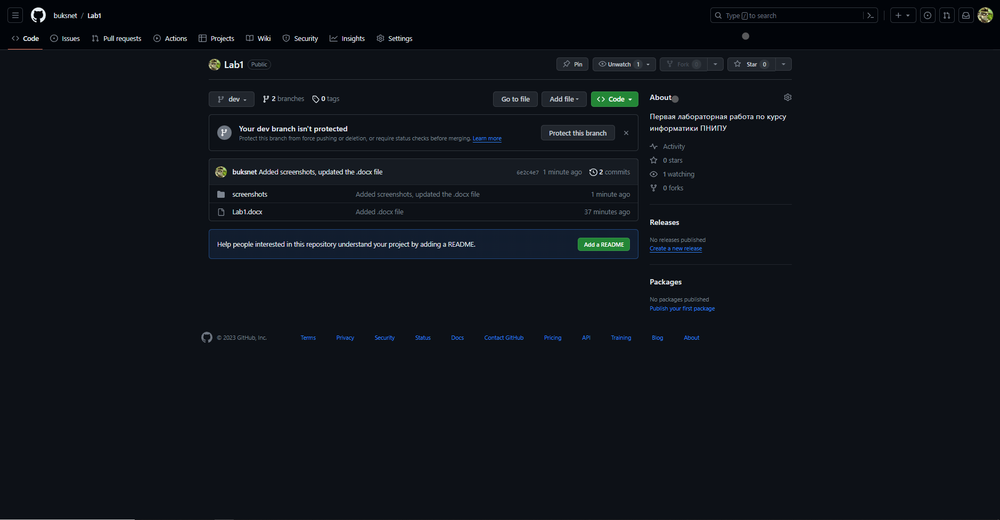 buksnet / Lab1
Type / to search
Code Issues Pull requests Actions Projects Wiki Security Insights Settings
Lab1 Public
Pin Unwatch 1 Fork 0 Star 0
dev 2 branches 0 tags Go to file Add file Code
Your dev branch isn't protected
Protect this branch from force pushing or deletion, or require status checks before merging. Learn more
Protect this branch
buksnet Added screenshots, updated the .docx file 6e2c4e7 1 minute ago 2 commits
screenshots Added screenshots, updated the .docx file 1 minute ago
Lab1.docx Added .docx file 37 minutes ago
Help people interested in this repository understand your project by adding a README. Add a README
About
Первая лабораторная работа по курсу
информатики ПНИПУ
Activity
0 stars
1 watching
0 forks
Releases
No releases published
Create a new release
Packages
No packages published
Publish your first package
© 2023 GitHub, Inc. Terms Privacy Security Status Docs Contact GitHub Pricing API Training Blog About